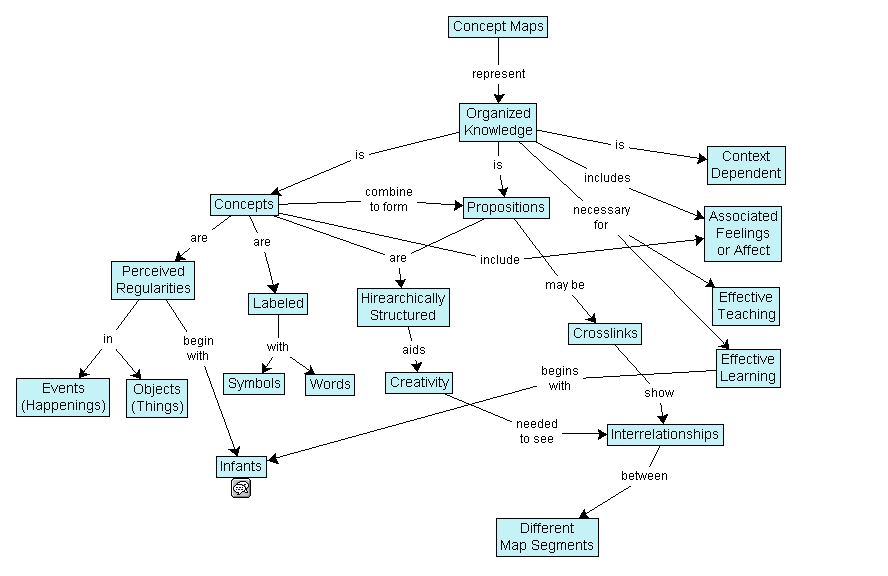 Concept Maps
represent
Organized
Knowledge
is
is
is
Context
Dependent
includes
Concepts
combine
to form
Propositions
necessary
for
Associated
Feelings
or Affect
are
are
are
include
Perceived
Regularities
Labeled
Hirearchically
Structured
may be
Effective
Teaching
Crosslinks
in
begin
with
with
aids
Effective
Learning
Events
(Happenings)
Objects
(Things)
Symbols
Words
Creativity
begins
with
show
needed
to see
Interrelationships
Infants
between
Different
Map Segments